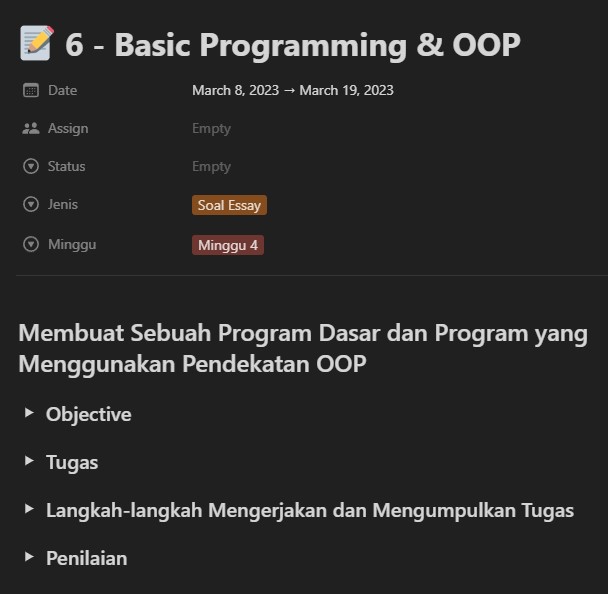 6 - Basic Programming & OOP
Date March 8, 2023 → March 19, 2023
Assign Empty
Status Empty
Jenis Soal Essay
Minggu Minggu 4
Membuat Sebuah Program Dasar dan Program yang
Menggunakan Pendekatan OOP
Objective
Tugas
Langkah-langkah Mengerjakan dan Mengumpulkan Tugas
Penilaian